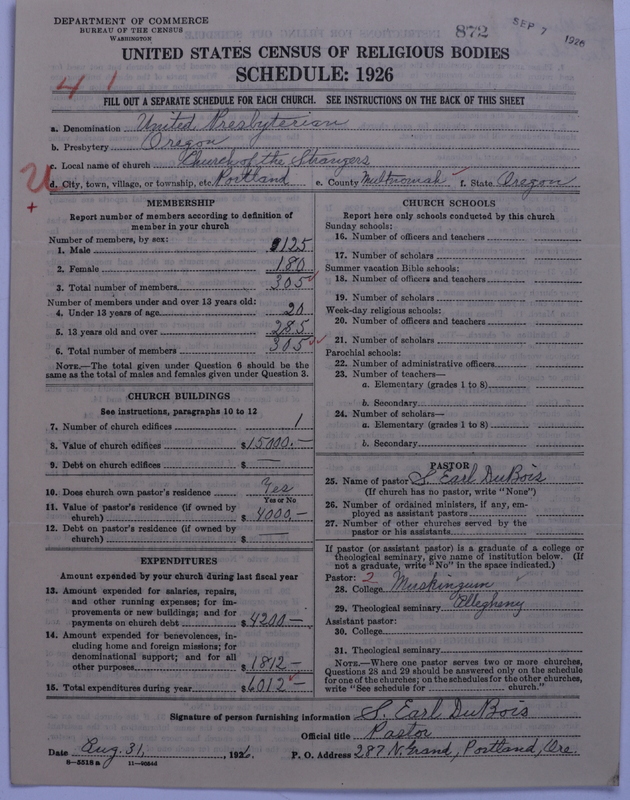 DEPARTMENT OF COMMERCE
BUREAU OF THE CENSUS
WASHINGTON
872
SEP 7 1926
UNITED STATES CENSUS OF RELIGIOUS BODIES
SCHEDULE: 1926
4 1
FILL OUT A SEPARATE SCHEDULE FOR EACH CHURCH. SEE INSTRUCTIONS ON THE BACK OF THIS SHEET
a. Denomination United Presbyterian
b. Presbytery Oregon
c. Local name of church Church of the Strangers
d. City, town, village, or township, etc. Portland e. County Multnomah f. State Oregon
MEMBERSHIP
Report number of members according to definition of
member in your church
Number of members, by sex:
1. Male 125
2. Female 180
3. Total number of members 305
Number of members under and over 13 years old:
4. Under 13 years of age 20
5. 13 years old and over 285
6. Total number of members 305
NOTE.—The total given under Question 6 should be
same as the total of males and females given under Question 3.
CHURCH BUILDINGS
See instructions, paragraphs 10 to 12
7. Number of church edifices 1
8. Value of church edifices $15000.—
9. Debt on church edifices $ —
10. Does church own pastor's residence Yes
Yes or No
11. Value of pastor's residence (if owned by
church) $4000.—
12. Debt on pastor's residence (if owned by
church) $ —
EXPENDITURES
Amount expended by your church during last fiscal year
13. Amount expended for salaries, repairs,
and other running expenses; for im-
provements or new buildings; and for
payments on church debt $4200—
14. Amount expended for benevolences, in-
cluding home and foreign missions; for
denominational support; and for all
other purposes $1812—
15. Total expenditures during year $6012—
CHURCH SCHOOLS
Report here only schools conducted by this church
Sunday schools:
16. Number of officers and teachers
17. Number of scholars
Summer vacation Bible schools:
18. Number of officers and teachers
19. Number of scholars
Week-day religious schools:
20. Number of officers and teachers
21. Number of scholars
Parochial schools:
22. Number of administrative officers
23. Number of teachers—
a. Elementary (grades 1 to 8)
b. Secondary
24. Number of scholars—
a. Elementary (grades 1 to 8)
b. Secondary
PASTOR
25. Name of pastor S. Earl DuBois
(If church has no pastor, write "None")
26. Number of ordained ministers, if any, em-
ployed as assistant pastors
27. Number of other churches served by the
pastor or his assistants
If pastor (or assistant pastor) is a graduate of a college or
theological seminary, give name of institution below. (If
not a graduate, write "No" in the space indicated.)
Pastor: 2
28. College Muskingum
29. Theological seminary Allegheny
Assistant pastor:
30. College
31. Theological seminary
NOTE.—Where one pastor serves two or more churches,
Questions 28 and 29 should be answered only on the schedule
for one of the churches; on the schedules for the other churches,
write "See schedule for church."
Signature of person furnishing information S. Earl DuBois
Official title Pastor
Date Aug. 31, 1926. P. O. Address 287 N. Grand, Portland, Ore.
8—5518 a